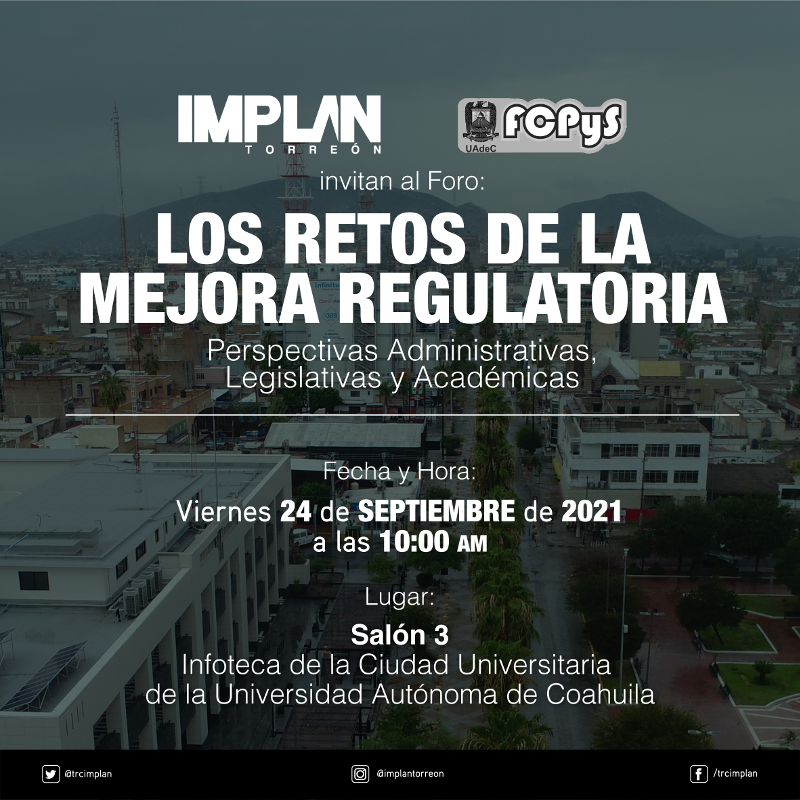 IMPLAN
TORREÓN
UAdeC
FCPyS
invitan al Foro:
LOS RETOS DE LA
MEJORA REGULATORIA
Perspectivas Administrativas,
Legislativas y Académicas
Fecha y Hora:
Viernes 24 de SEPTIEMBRE de 2021
a las 10:00 AM
Lugar:
Salón 3
Infoteca de la Ciudad Universitaria
de la Universidad Autónoma de Coahuila
@trcimplan
@implantorreon
/trcimplan